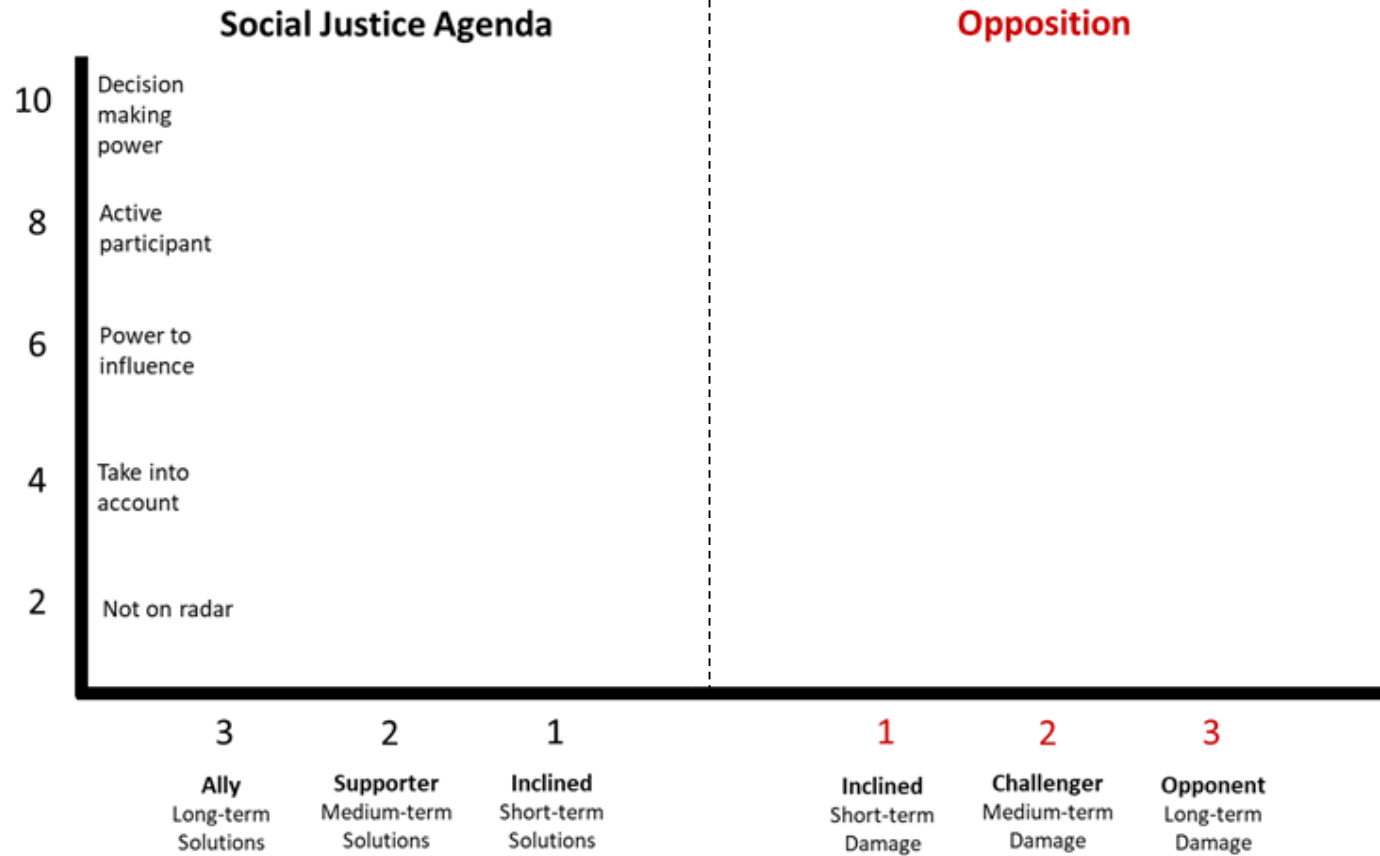 Social Justice Agenda
Opposition
10
Decision
making
power
8
Active
participant
6
Power to
influence
4
Take into
account
2
Not on radar
3
2
1
1
2
3
Ally
Long-term
Solutions
Supporter
Medium-term
Solutions
Inclined
Short-term
Solutions
Inclined
Short-term
Damage
Challenger
Medium-term
Damage
Opponent
Long-term
Damage